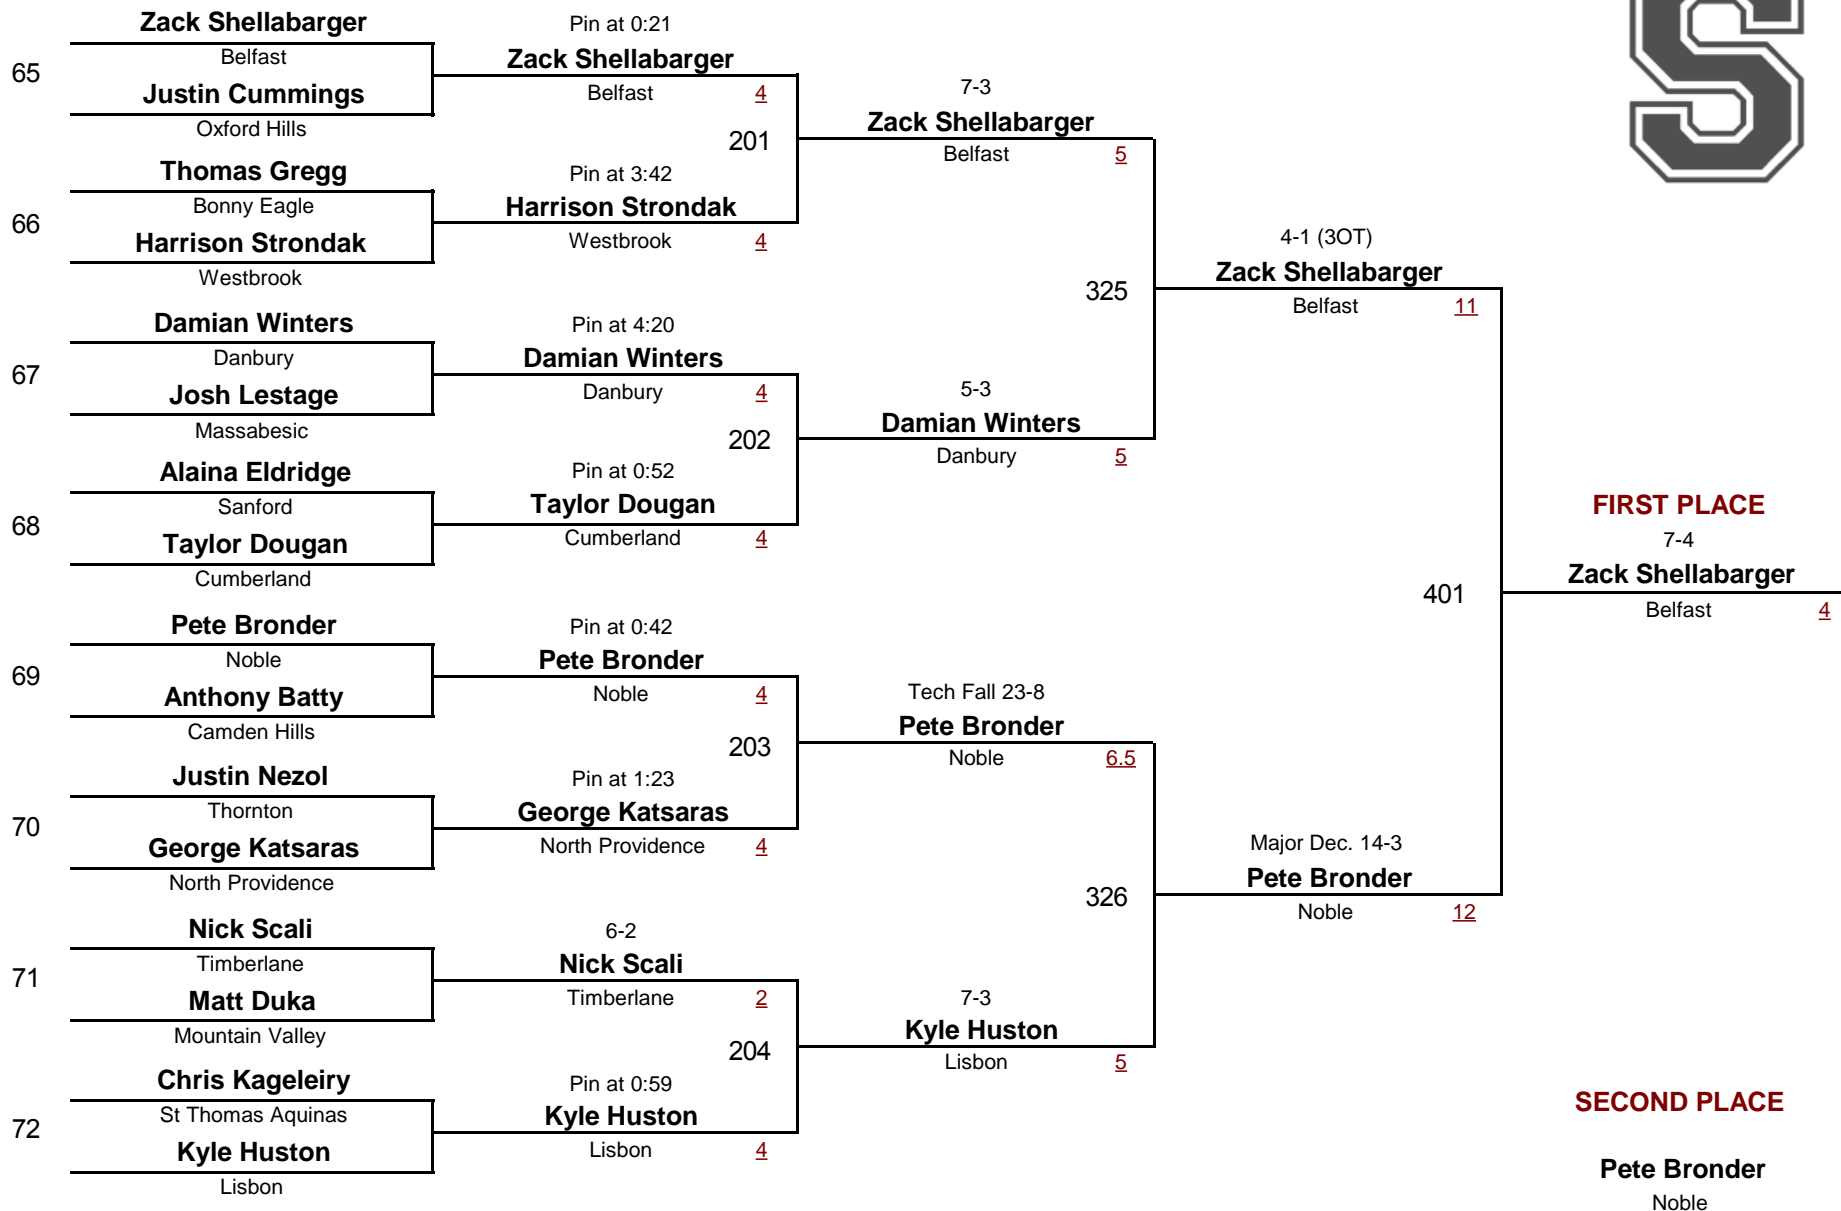 S
Zack Shellabarger
Belfast
65
Justin Cummings
Oxford Hills
Thomas Gregg
Bonny Eagle
66
Harrison Strondak
Westbrook
Damian Winters
Danbury
67
Josh Lestage
Massabesic
Alaina Eldridge
Sanford
68
Taylor Dougan
Cumberland
Pete Bronder
Noble
69
Anthony Batty
Camden Hills
Justin Nezol
Thornton
70
George Katsaras
North Providence
Nick Scali
Timberlane
71
Matt Duka
Mountain Valley
Chris Kageleiry
St Thomas Aquinas
72
Kyle Huston
Lisbon
Pin at 0:21
Zack Shellabarger
Belfast 4
201
Pin at 3:42
Harrison Strondak
Westbrook 4
Pin at 4:20
Damian Winters
Danbury 4
202
Pin at 0:52
Taylor Dougan
Cumberland 4
Pin at 0:42
Pete Bronder
Noble 4
203
Pin at 1:23
George Katsaras
North Providence 4
6-2
Nick Scali
Timberlane 2
204
Pin at 0:59
Kyle Huston
Lisbon 4
7-3
Zack Shellabarger
Belfast 5
325
5-3
Damian Winters
Danbury 5
Tech Fall 23-8
Pete Bronder
Noble 6.5
326
7-3
Kyle Huston
Lisbon 5
4-1 (3OT)
Zack Shellabarger
Belfast 11
401
Major Dec. 14-3
Pete Bronder
Noble 12
FIRST PLACE
7-4
Zack Shellabarger
Belfast 4
SECOND PLACE
Pete Bronder
Noble